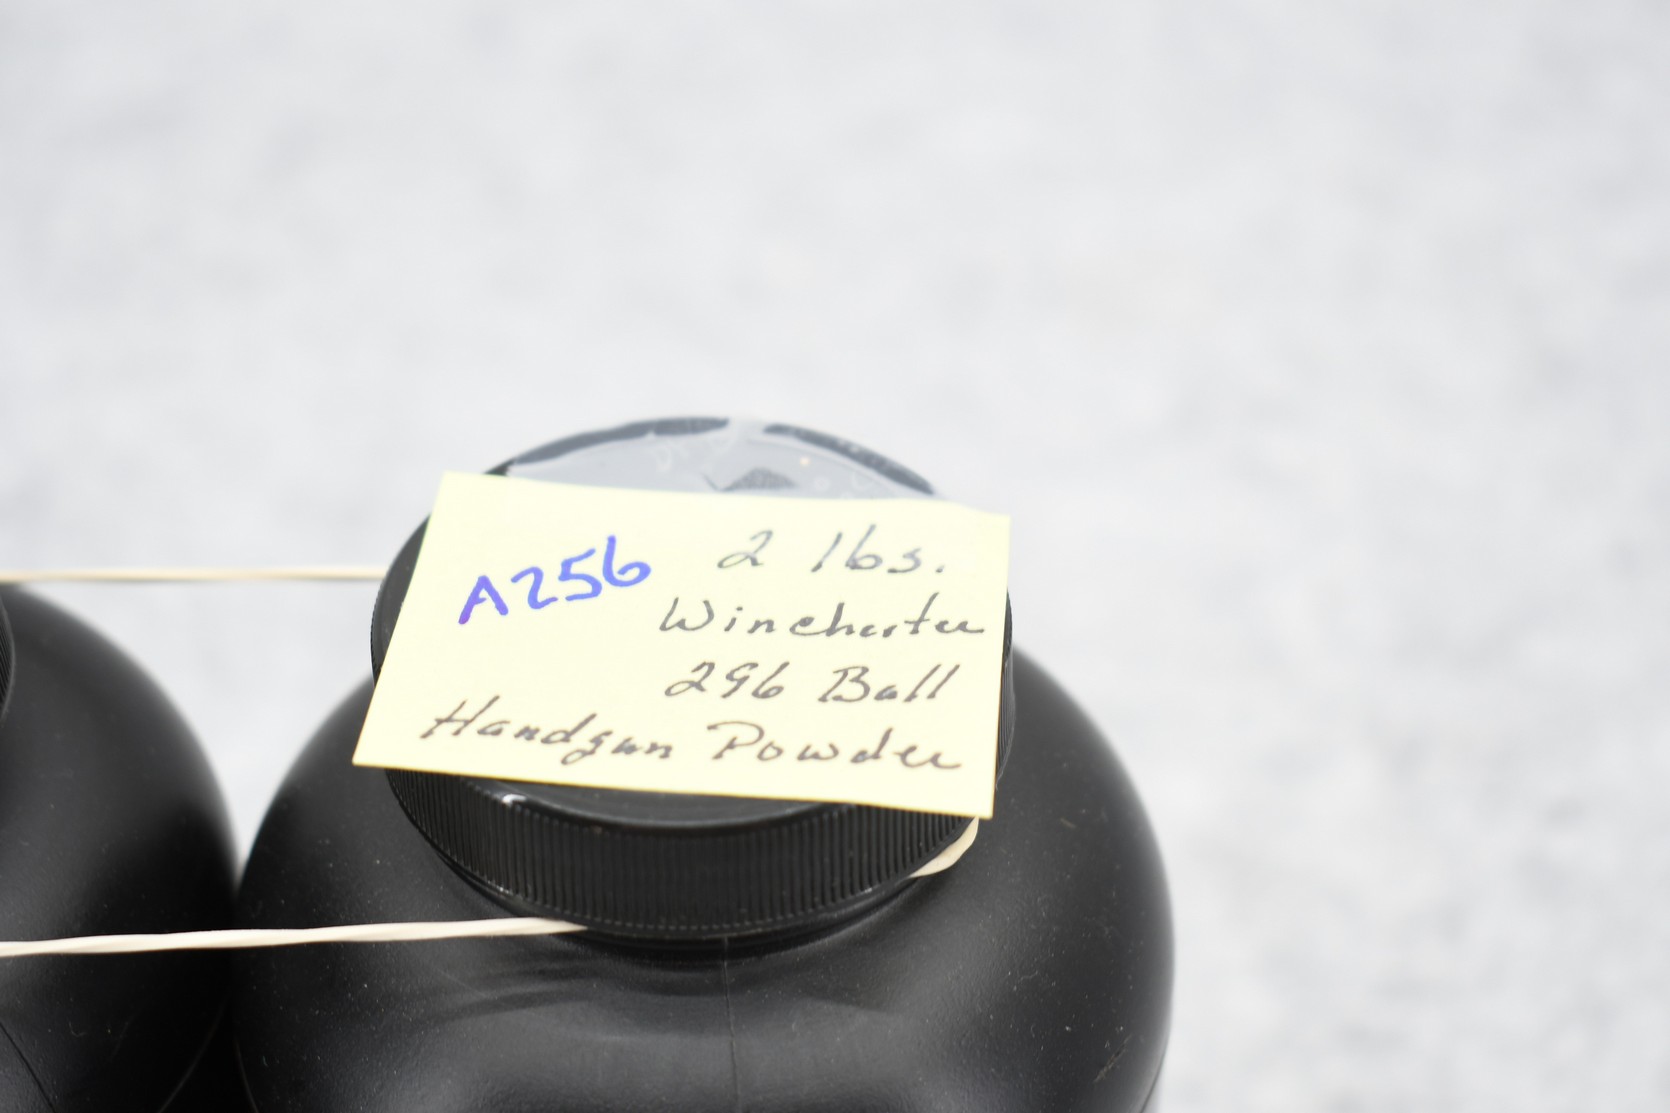 A256 2 lbs.
Winchester
296 Ball
Handgun Powder